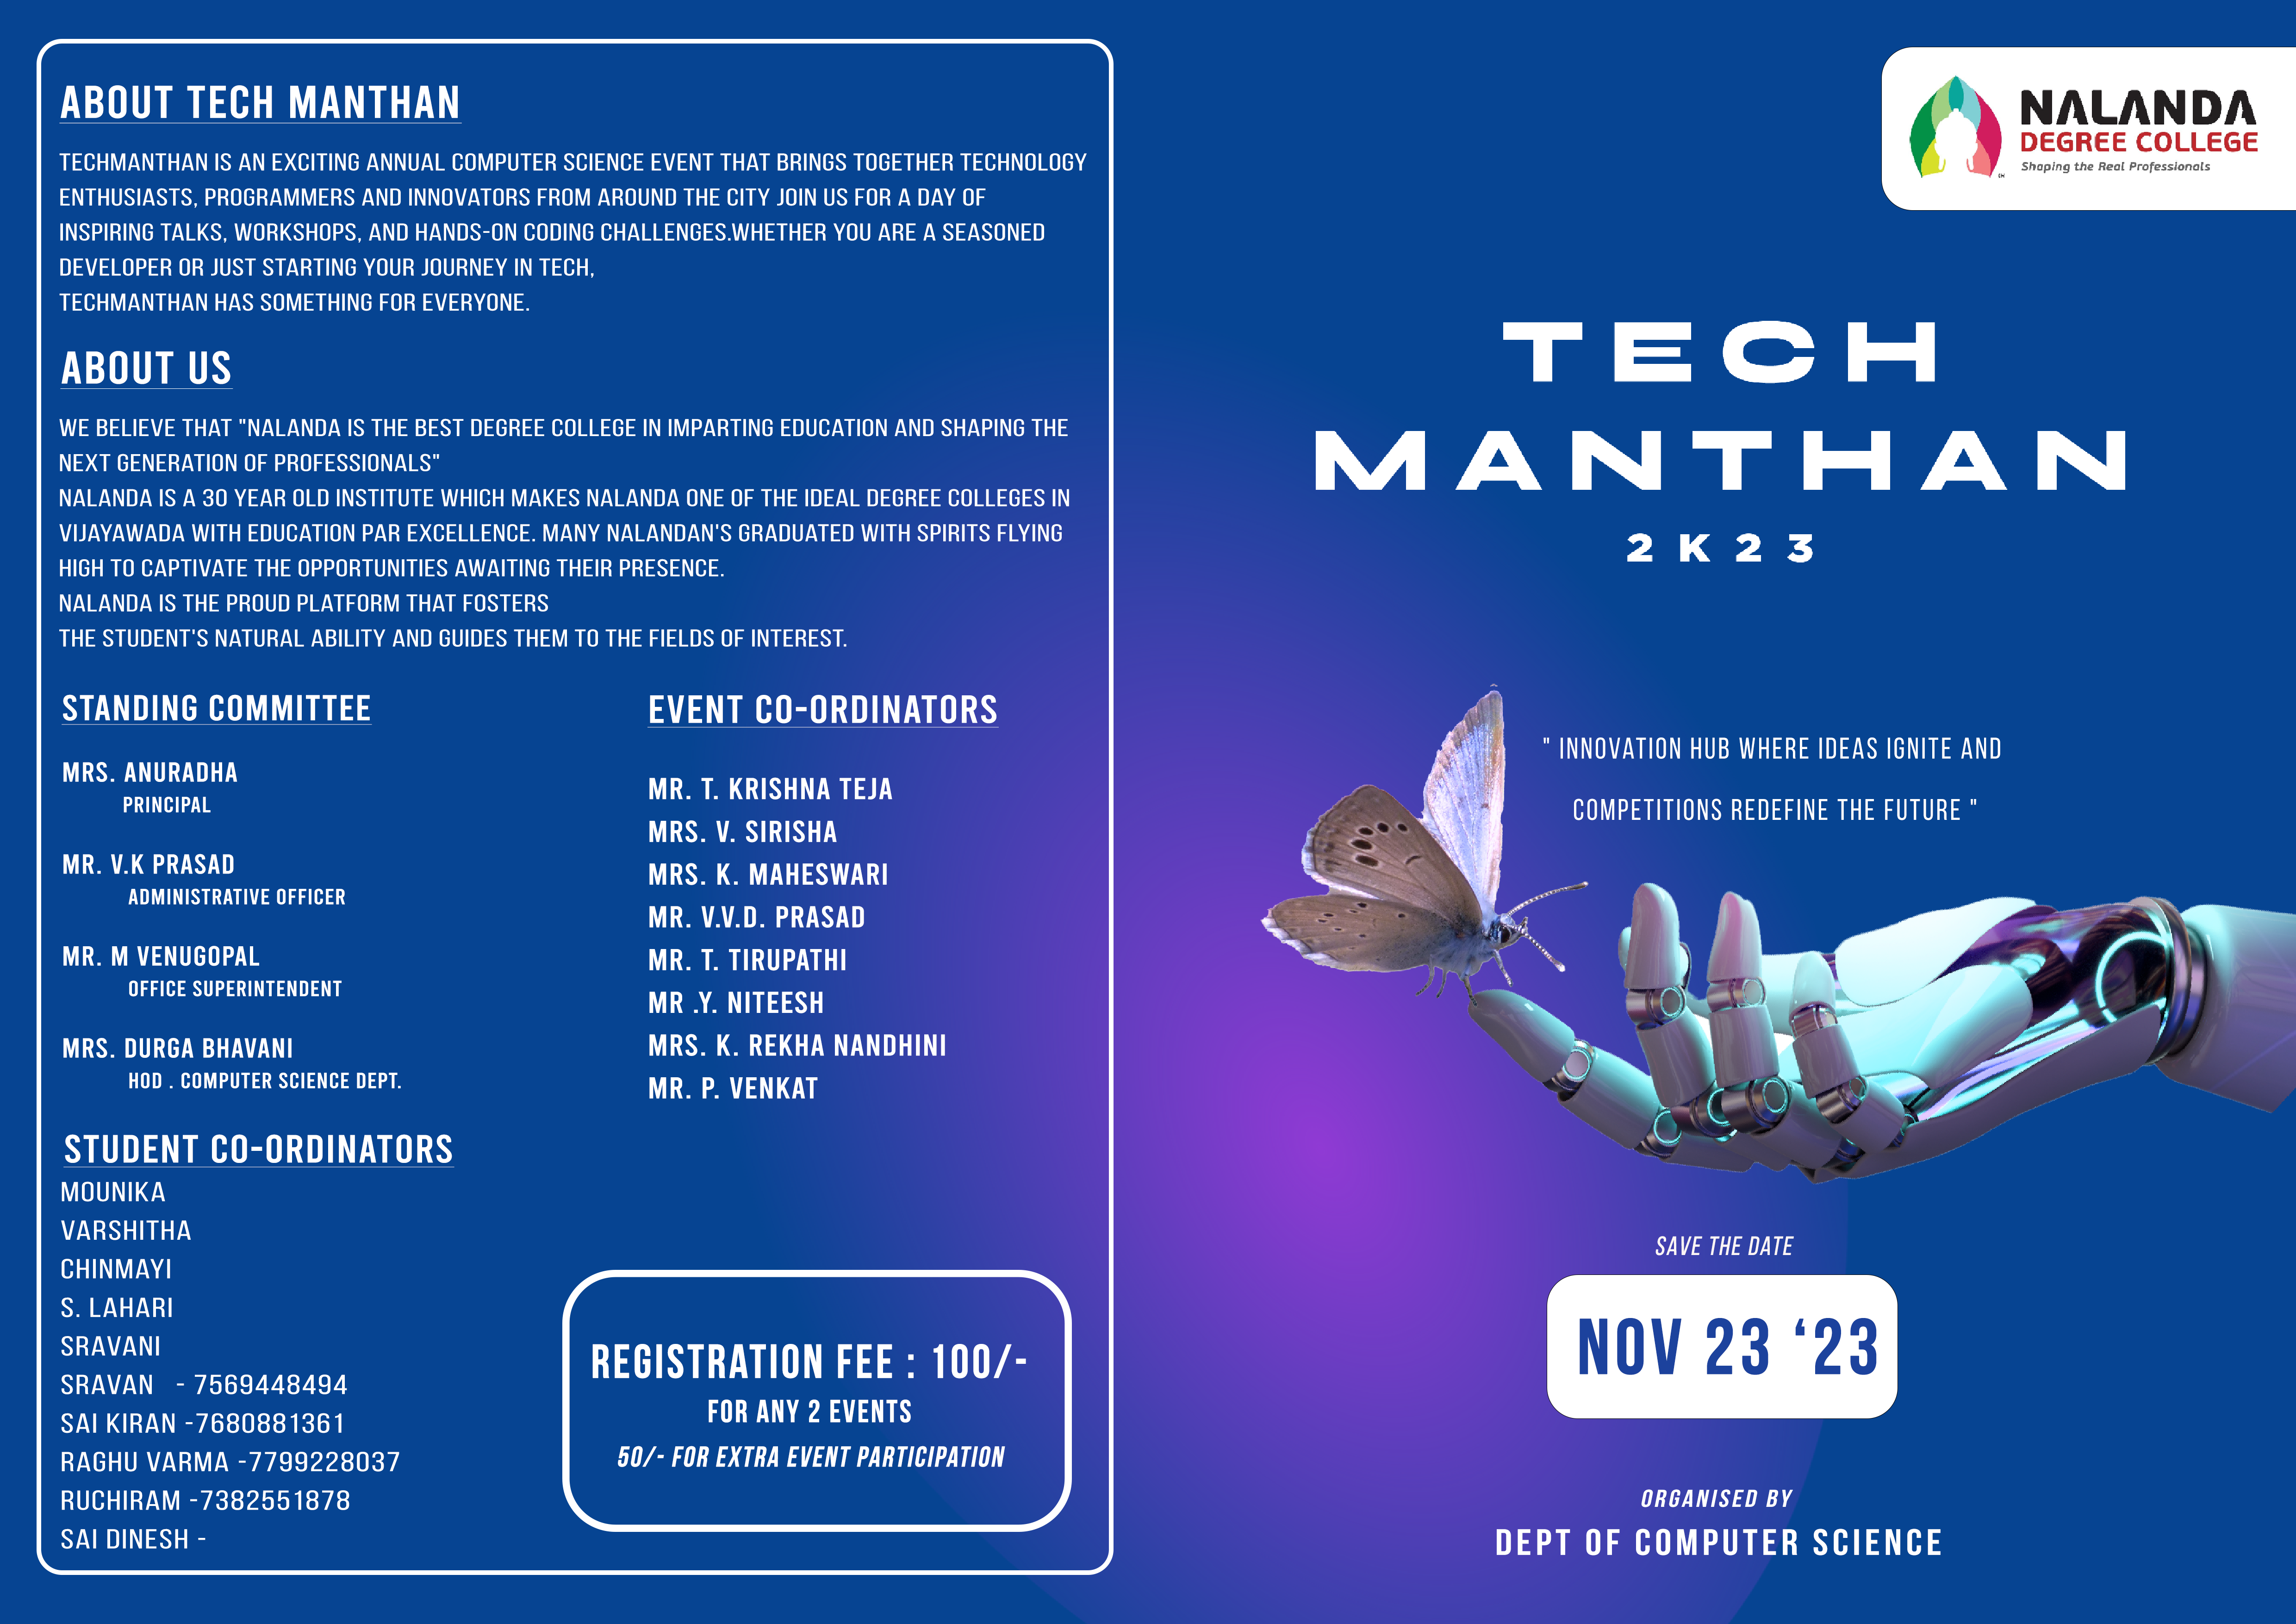 ABOUT TECH MANTHAN
TECHMANTHAN IS AN EXCITING ANNUAL COMPUTER SCIENCE EVENT THAT BRINGS TOGETHER TECHNOLOGY
ENTHUSIASTS, PROGRAMMERS AND INNOVATORS FROM AROUND THE CITY JOIN US FOR A DAY OF
INSPIRING TALKS, WORKSHOPS, AND HANDS-ON CODING CHALLENGES.WHETHER YOU ARE A SEASONED
DEVELOPER OR JUST STARTING YOUR JOURNEY IN TECH,
TECHMANTHAN HAS SOMETHING FOR EVERYONE.
ABOUT US
WE BELIEVE THAT "NALANDA IS THE BEST DEGREE COLLEGE IN IMPARTING EDUCATION AND SHAPING THE
NEXT GENERATION OF PROFESSIONALS"
NALANDA IS A 30 YEAR OLD INSTITUTE WHICH MAKES NALANDA ONE OF THE IDEAL DEGREE COLLEGES IN
VIJAYAWADA WITH EDUCATION PAR EXCELLENCE. MANY NALANDAN'S GRADUATED WITH SPIRITS FLYING
HIGH TO CAPTIVATE THE OPPORTUNITIES AWAITING THEIR PRESENCE.
NALANDA IS THE PROUD PLATFORM THAT FOSTERS
THE STUDENT'S NATURAL ABILITY AND GUIDES THEM TO THE FIELDS OF INTEREST.
STANDING COMMITTEE
MRS. ANURADHA
PRINCIPAL
MR. V.K PRASAD
ADMINISTRATIVE OFFICER
MR. M VENUGOPAL
OFFICE SUPERINTENDENT
MRS. DURGA BHAVANI
HOD . COMPUTER SCIENCE DEPT.
EVENT CO-ORDINATORS
MR. T. KRISHNA TEJA
MRS. V. SIRISHA
MRS. K. MAHESWARI
MR. V.V.D. PRASAD
MR. T. TIRUPATHI
MR .Y. NITEESH
MRS. K. REKHA NANDHINI
MR. P. VENKAT
STUDENT CO-ORDINATORS
MOUNIKA
VARSHITHA
CHINMAYI
S. LAHARI
SRAVANI
SRAVAN - 7569448494
SAI KIRAN -7680881361
RAGHU VARMA -7799228037
RUCHIRAM -7382551878
SAI DINESH -
REGISTRATION FEE : 100/-
FOR ANY 2 EVENTS
50/- FOR EXTRA EVENT PARTICIPATION
NALANDA
DEGREE COLLEGE
Shaping the Real Professionals
SM
TECH
MANTHAN
2K23
" INNOVATION HUB WHERE IDEAS IGNITE AND
COMPETITIONS REDEFINE THE FUTURE "
SAVE THE DATE
NOV 23 ‘23
ORGANISED BY
DEPT OF COMPUTER SCIENCE